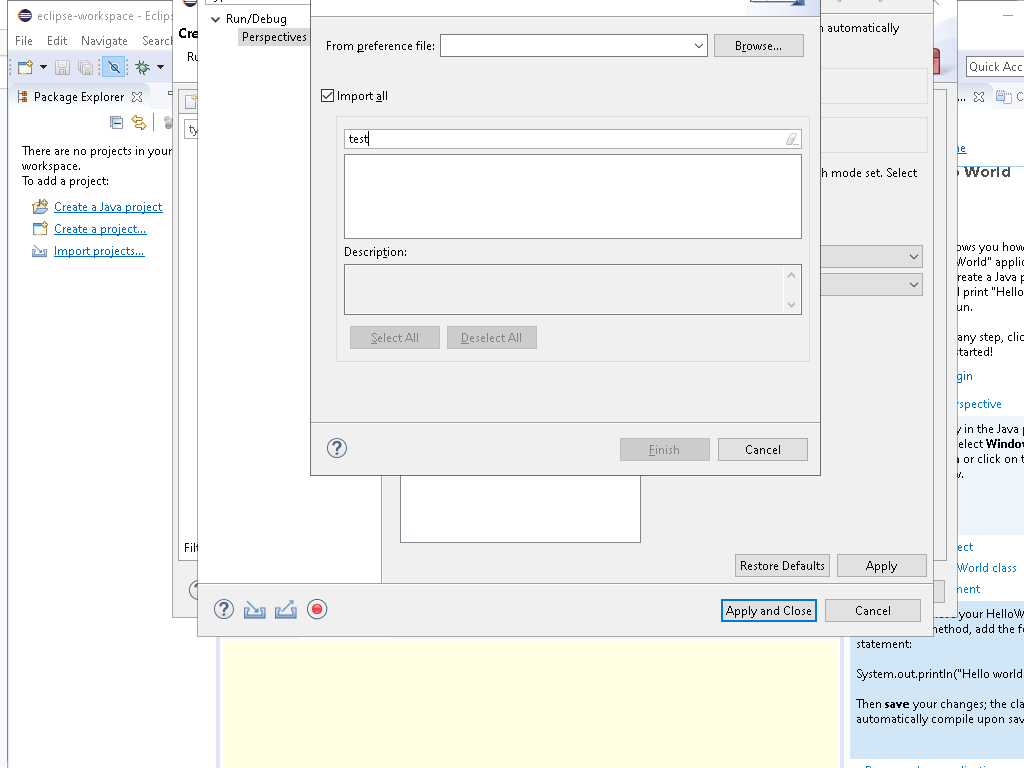 eclipse-workspace - Eclips
File Edit Navigate Search
Quick Acc
Package Explorer
There are no projects in your
workspace.
To add a project:
Create a Java project
Create a project...
Import projects...
Cre
Ru
ty
Filt
Run/Debug
Perspectives
From preference file:
Browse...
Import all
test
Description:
Select All
Deselect All
Finish
Cancel
n automatically
h mode set. Select
Restore Defaults
Apply
Apply and Close
Cancel
ne
o World
ows you how
World" applic
reate a Java p
l print "Hello
un.
any step, clic
started!
gin
rspective
y in the Java p
elect Windov
n or click on t
w.
ect
World class
ment
your HelloW
nethod, add the fo
statement:
System.out.println("Hello world
Then save your changes; the cla
automatically compile upon sav